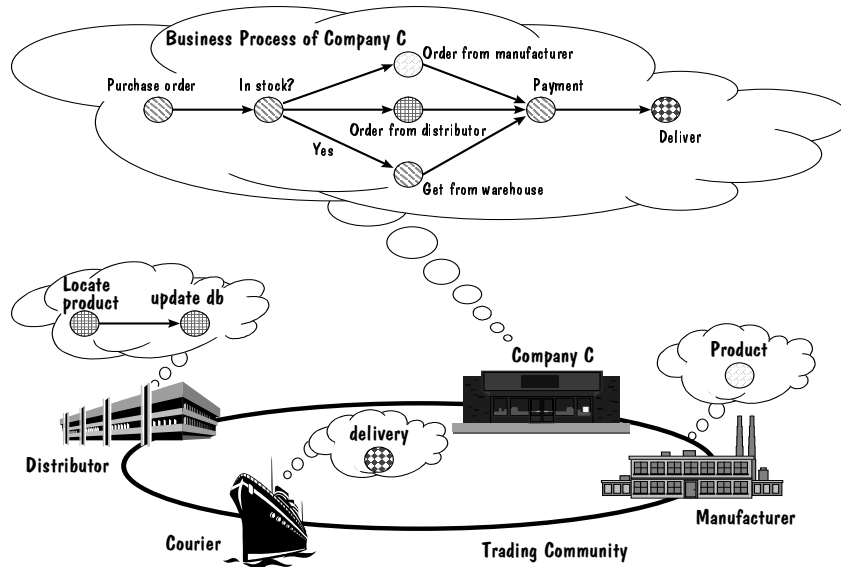 Business Process of Company C
Order from manufacturer
Purchase order
In stock?
Payment
Order from distributor
Deliver
Yes
Get from warehouse
Locate
product
update db
Company C
Product
delivery
Distributor
Manufacturer
Courier
Trading Community